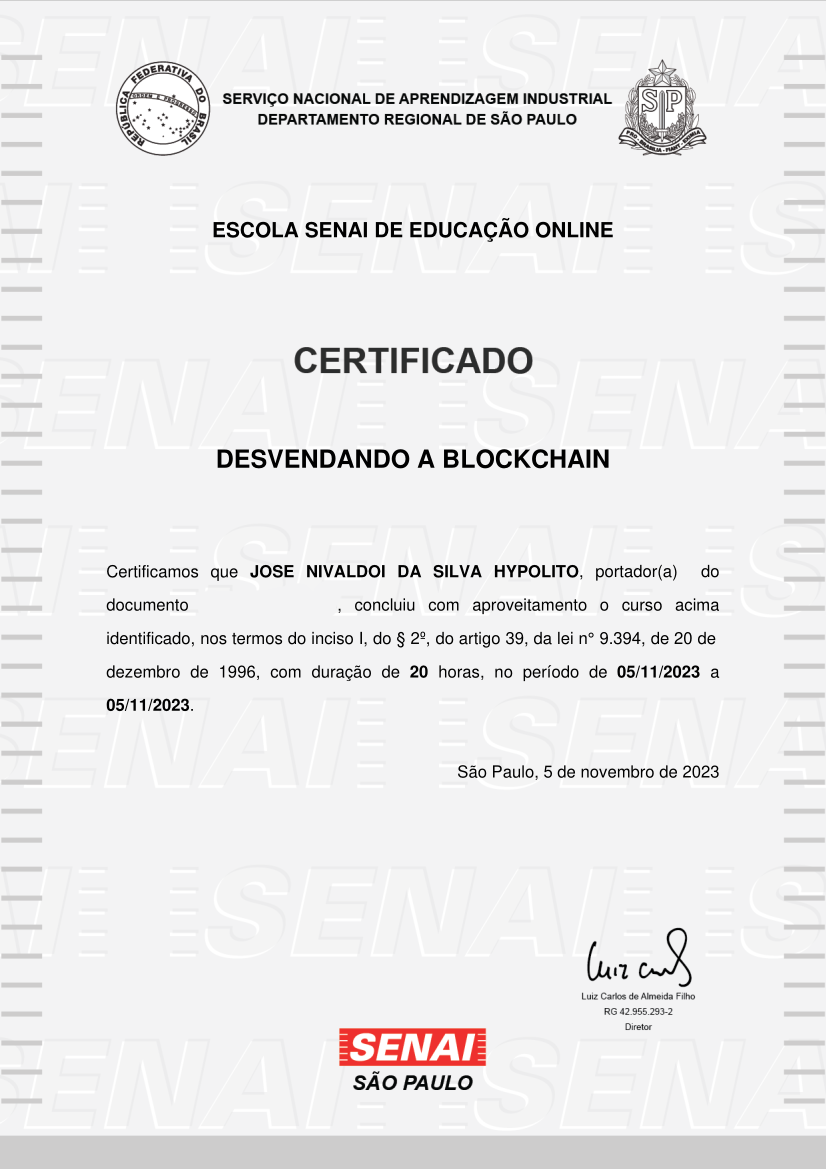 REPÚBLICA FEDERATIVA DO BRASIL
ORDEM E PROGRESSO
SERVIÇO NACIONAL DE APRENDIZAGEM INDUSTRIAL
DEPARTAMENTO REGIONAL DE SÃO PAULO
SP
PRO · BRASILIA · FIANT · EXIMIA
ESCOLA SENAI DE EDUCAÇÃO ONLINE
CERTIFICADO
DESVENDANDO A BLOCKCHAIN
Certificamos que JOSE NIVALDOI DA SILVA HYPOLITO, portador(a) do
documento , concluiu com aproveitamento o curso acima
identificado, nos termos do inciso I, do § 2º, do artigo 39, da lei n° 9.394, de 20 de
dezembro de 1996, com duração de 20 horas, no período de 05/11/2023 a
05/11/2023.
São Paulo, 5 de novembro de 2023
Luiz Carlos de Almeida Filho
RG 42.955.293-2
Diretor
SENAI
SÃO PAULO